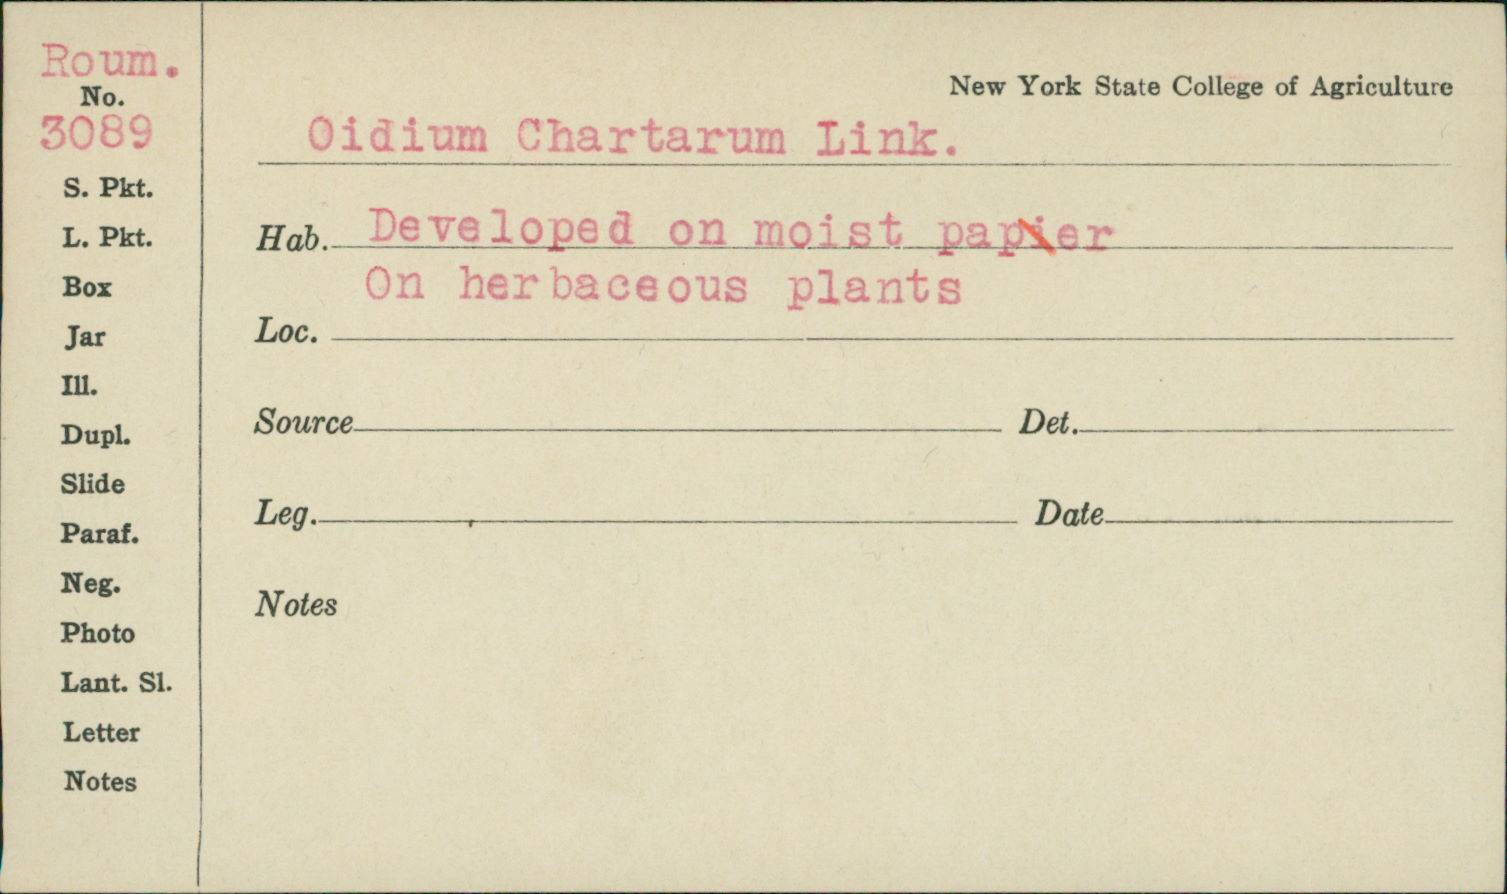 Roum.
No.
3089
S. Pkt.
L. Pkt.
Box
Jar
Ill.
Dupl.
Slide
Paraf.
Neg.
Photo
Lant. Sl.
Letter
Notes
New York State College of Agriculture
Oidium Chartarum Link.
Hab. Developed on moist papier
On herbaceous plants
Loc.
Source Det.
Leg. Date
Notes